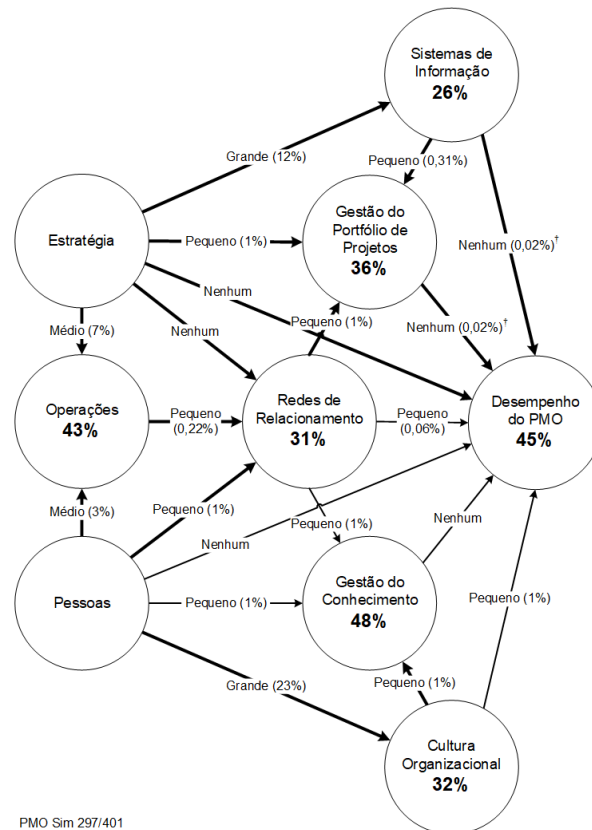 Sistemas de
Informação
26%
Grande (12%)
Pequeno (0,31%)
Gestão do
Portfólio de
Projetos
36%
Estratégia
Pequeno (1%)
Nenhum (0,02%)†
Nenhum
Médio (7%)
Nenhum
Pequeno (1%)
Nenhum (0,02%)†
Operações
43%
Pequeno
(0,22%)
Redes de
Relacionamento
31%
Pequeno
(0,06%)
Desempenho
do PMO
45%
Médio (3%)
Pequeno (1%)
Pequeno (1%)
Nenhum
Nenhum
Pessoas
Pequeno (1%)
Gestão do
Conhecimento
48%
Pequeno (1%)
Grande (23%)
Pequeno (1%)
Cultura
Organizacional
32%
PMO Sim 297/401